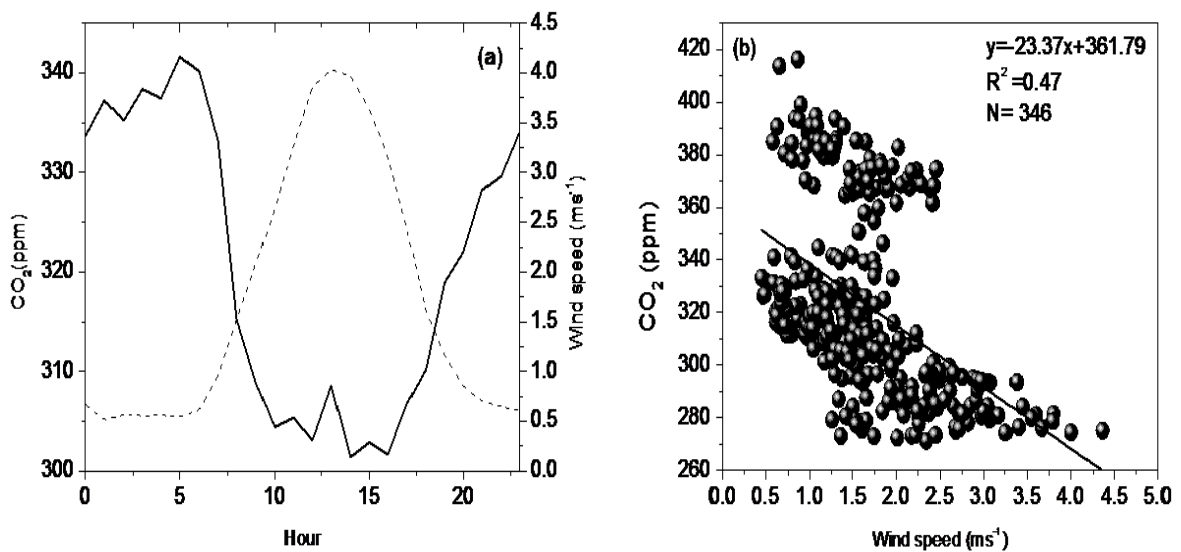 (a)
CO2(ppm)
340
330
320
310
300
4.5
4.0
3.5
3.0
2.5
2.0
1.5
1.0
0.5
0.0
Wind speed (ms-1)
0 5 10 15 20
Hour
(b)
y=-23.37x+361.79
R2 =0.47
N= 346
CO2 (ppm)
420
400
380
360
340
320
300
280
260
0.0 0.5 1.0 1.5 2.0 2.5 3.0 3.5 4.0 4.5 5.0
Wind speed (ms-1)